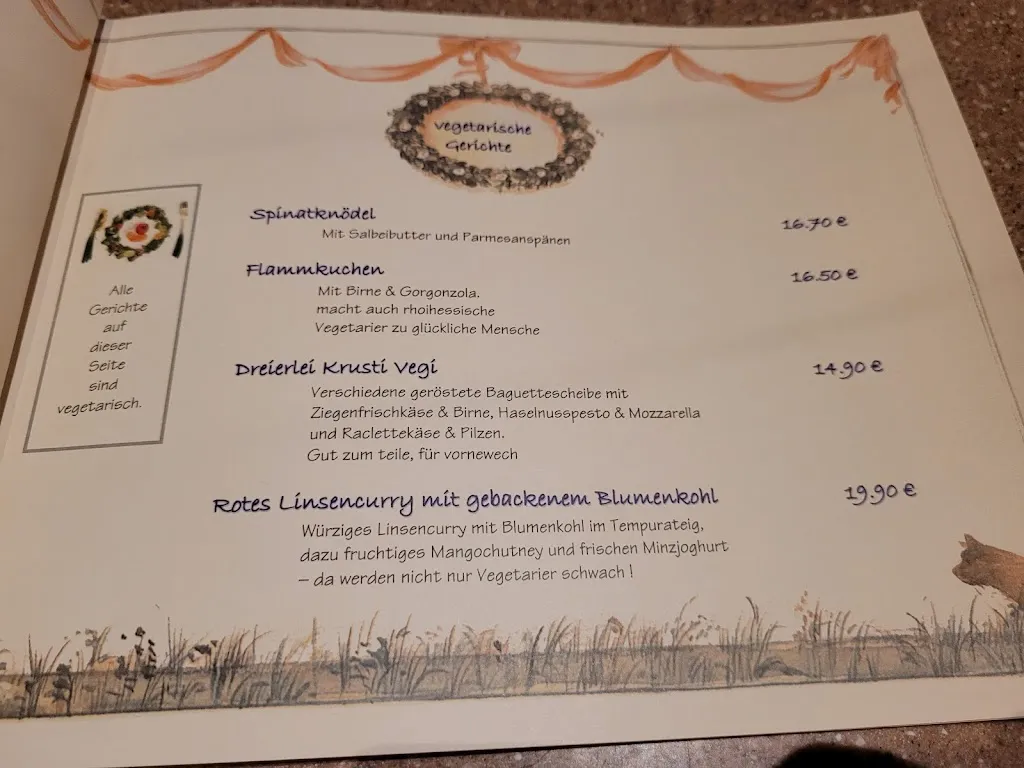 vegetarische
Gerichte
Alle
Gerichte
auf
dieser
Seite
sind
vegetarisch.
Spinatknödel 16.70 €
Mit Salbeibutter und Parmesanspänen
Flammkuchen 16.50 €
Mit Birne & Gorgonzola.
macht auch rhoihessische
Vegetarier zu glückliche Mensche
Dreierlei Krusti Vegi 14.90 €
Verschiedene geröstete Baguettescheibe mit
Ziegenfrischkäse & Birne, Haselnusspesto & Mozzarella
und Raclettekäse & Pilzen.
Gut zum teile, für vornewech
Rotes Linsencurry mit gebackenem Blumenkohl 19.90 €
Würziges Linsencurry mit Blumenkohl im Tempurateig,
dazu fruchtiges Mangochutney und frischen Minzjoghurt
– da werden nicht nur Vegetarier schwach !